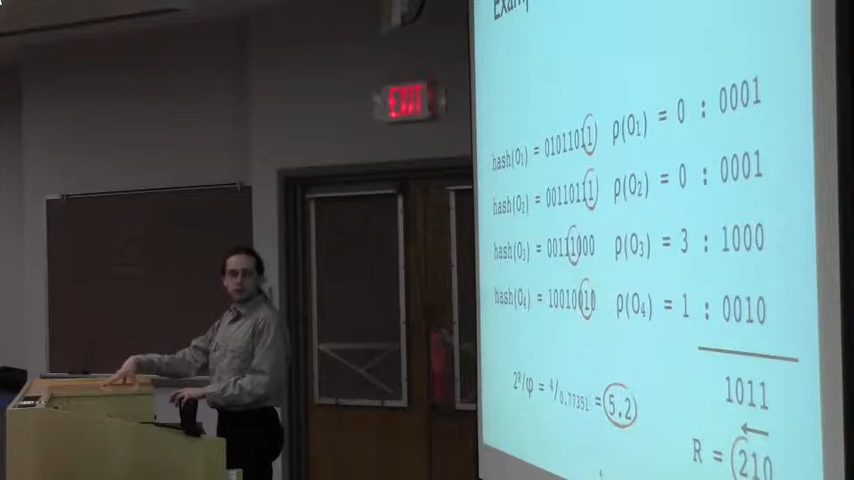 Exam
EXIT
hash(O₁) = 01011011 ρ(O₁) = 0 : 0001
hash(O₂) = 00110111 ρ(O₂) = 0 : 0001
hash(O₃) = 00111000 ρ(O₃) = 3 : 1000
hash(O₄) = 10010010 ρ(O₄) = 1 : 0010
1011
2ᴿ/φ = ⁴/0.77351 = 5.2
R = 210